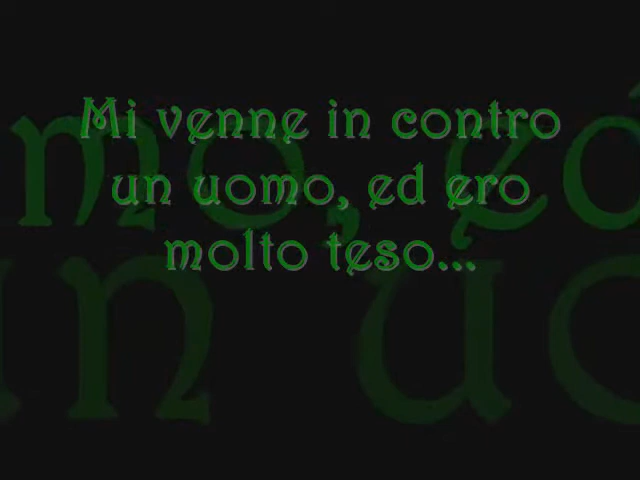 Mi venne in contro
un uomo, ed ero
molto teso...